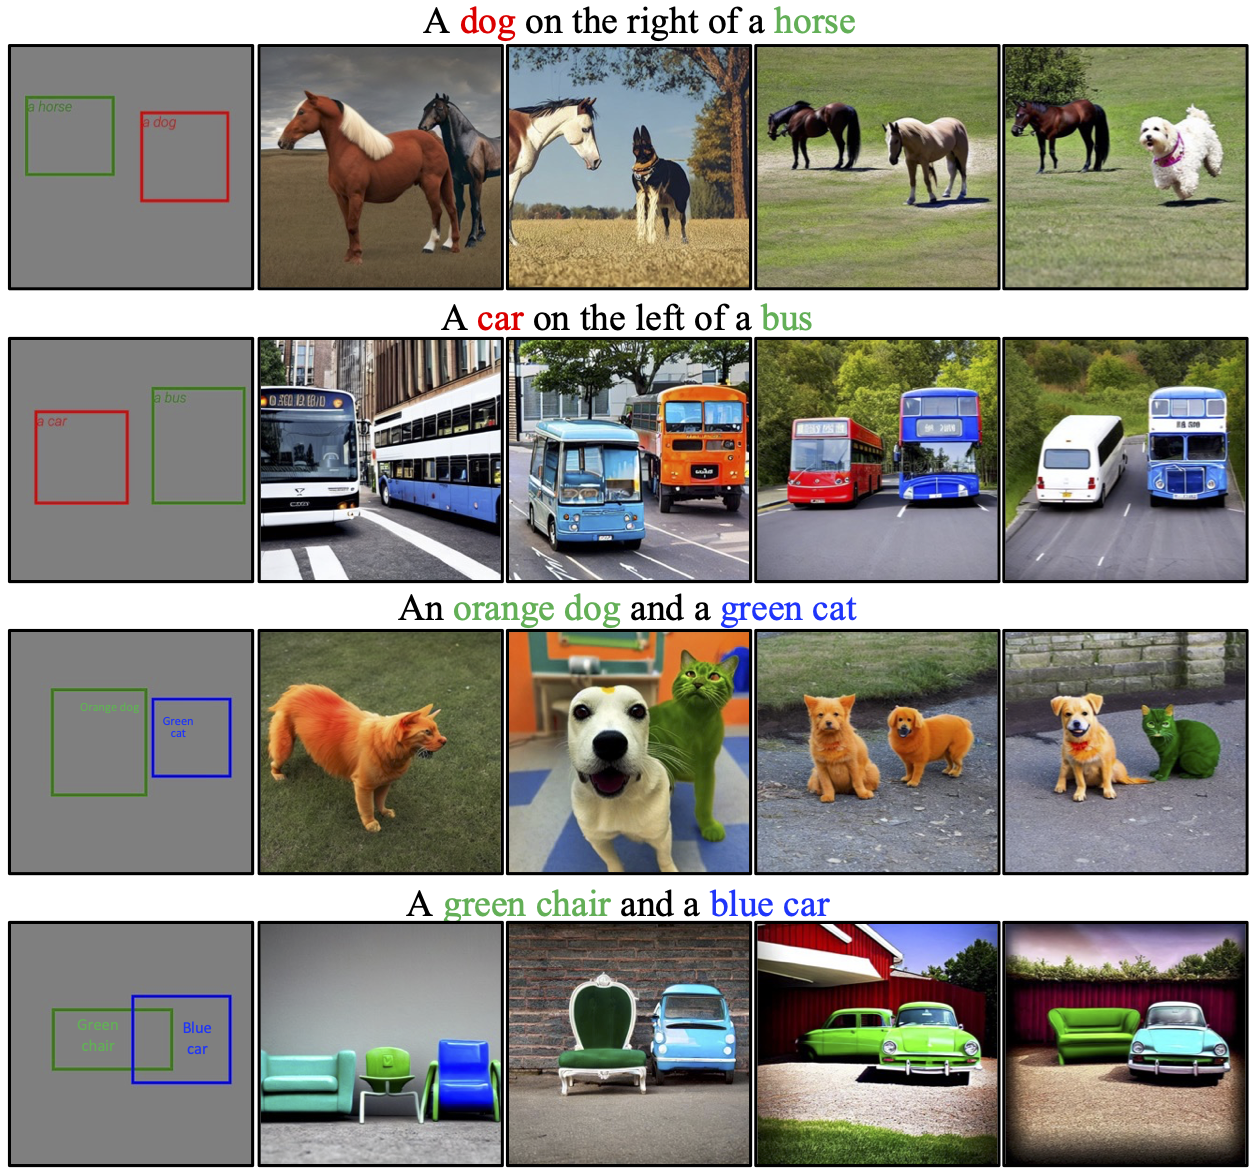 A dog on the right of a horse
a horse
a dog
A car on the left of a bus
a bus
a car
An orange dog and a green cat
Orange dog
Green
cat
A green chair and a blue car
Green
chair
Blue
car